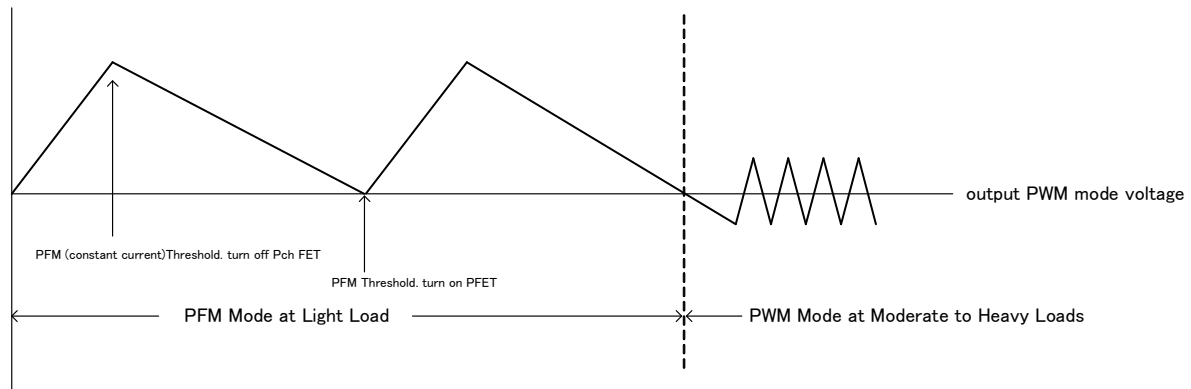 output PWM mode voltage
PFM (constant current)Threshold. turn off Pch FET
PFM Threshold. turn on PFET
PFM Mode at Light Load
PWM Mode at Moderate to Heavy Loads